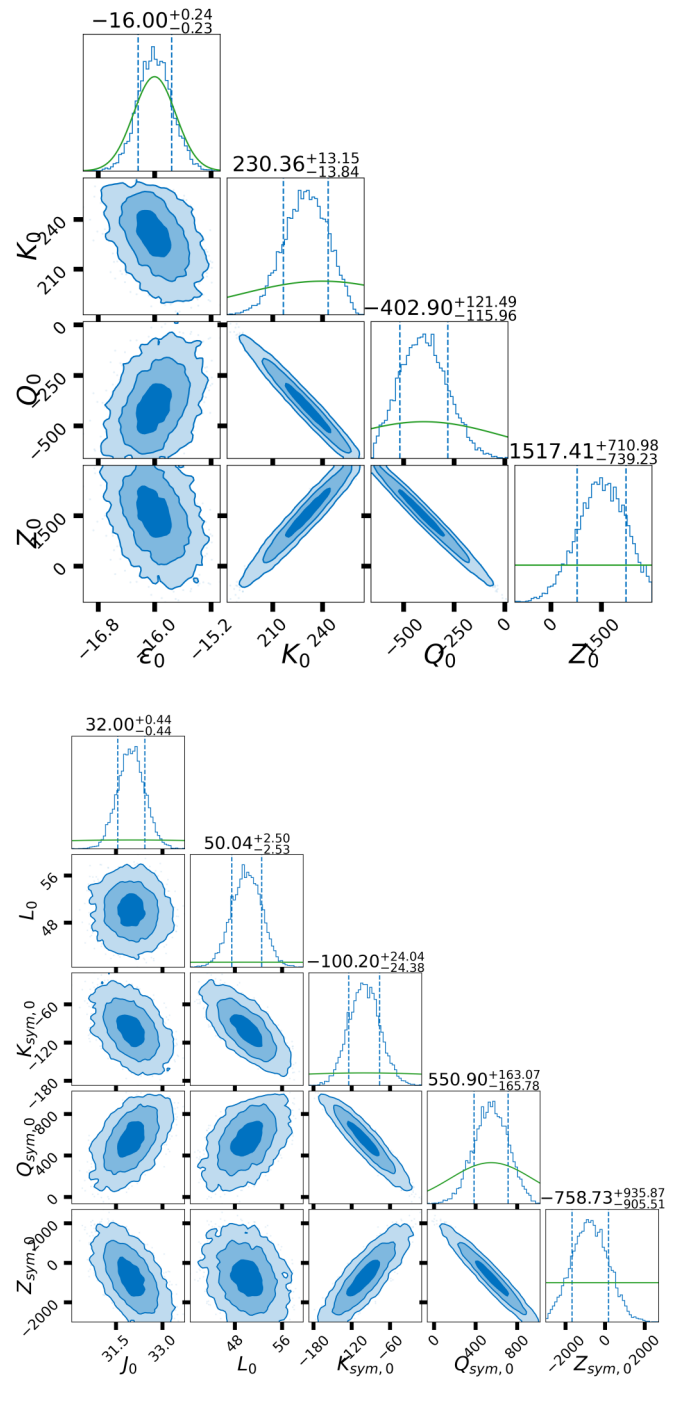 −16.00+0.24−0.23
230.36+13.15−13.84
K0
240
210
−402.90+121.49−115.96
Q0
0
−250
−500
1517.41+710.98−739.23
Z0
1500
0
−16.8 −16.0 −15.2 210 240 −500 −250 0 0 1500
ε0 K0 Q0 Z0
32.00+0.44−0.44
50.04+2.50−2.53
L0
56
48
−100.20+24.04−24.38
Ksym, 0
−60
−120
−180
550.90+163.07−165.78
Qsym, 0
800
400
0
−758.73+935.87−905.51
Zsym, 0
2000
0
−2000
31.5 33.0 48 56 −180 −120 −60 0 400 800 −2000 0 2000
J0 L0 Ksym, 0 Qsym, 0 Zsym, 0